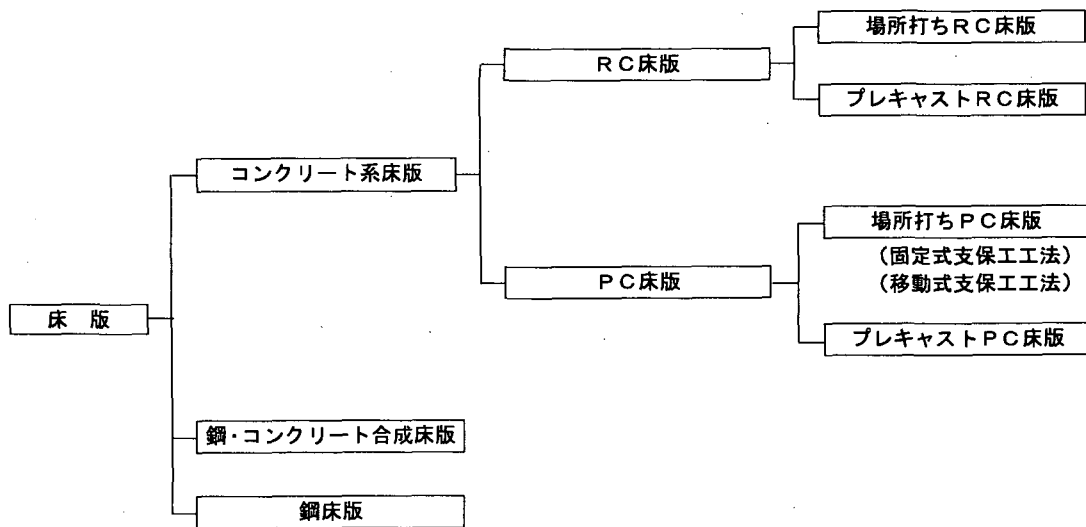 床 版
コンクリート系床版
RC床版
場所打ちRC床版
プレキャストRC床版
PC床版
場所打ちPC床版
(固定式支保工工法)
(移動式支保工工法)
プレキャストPC床版
鋼・コンクリート合成床版
鋼床版